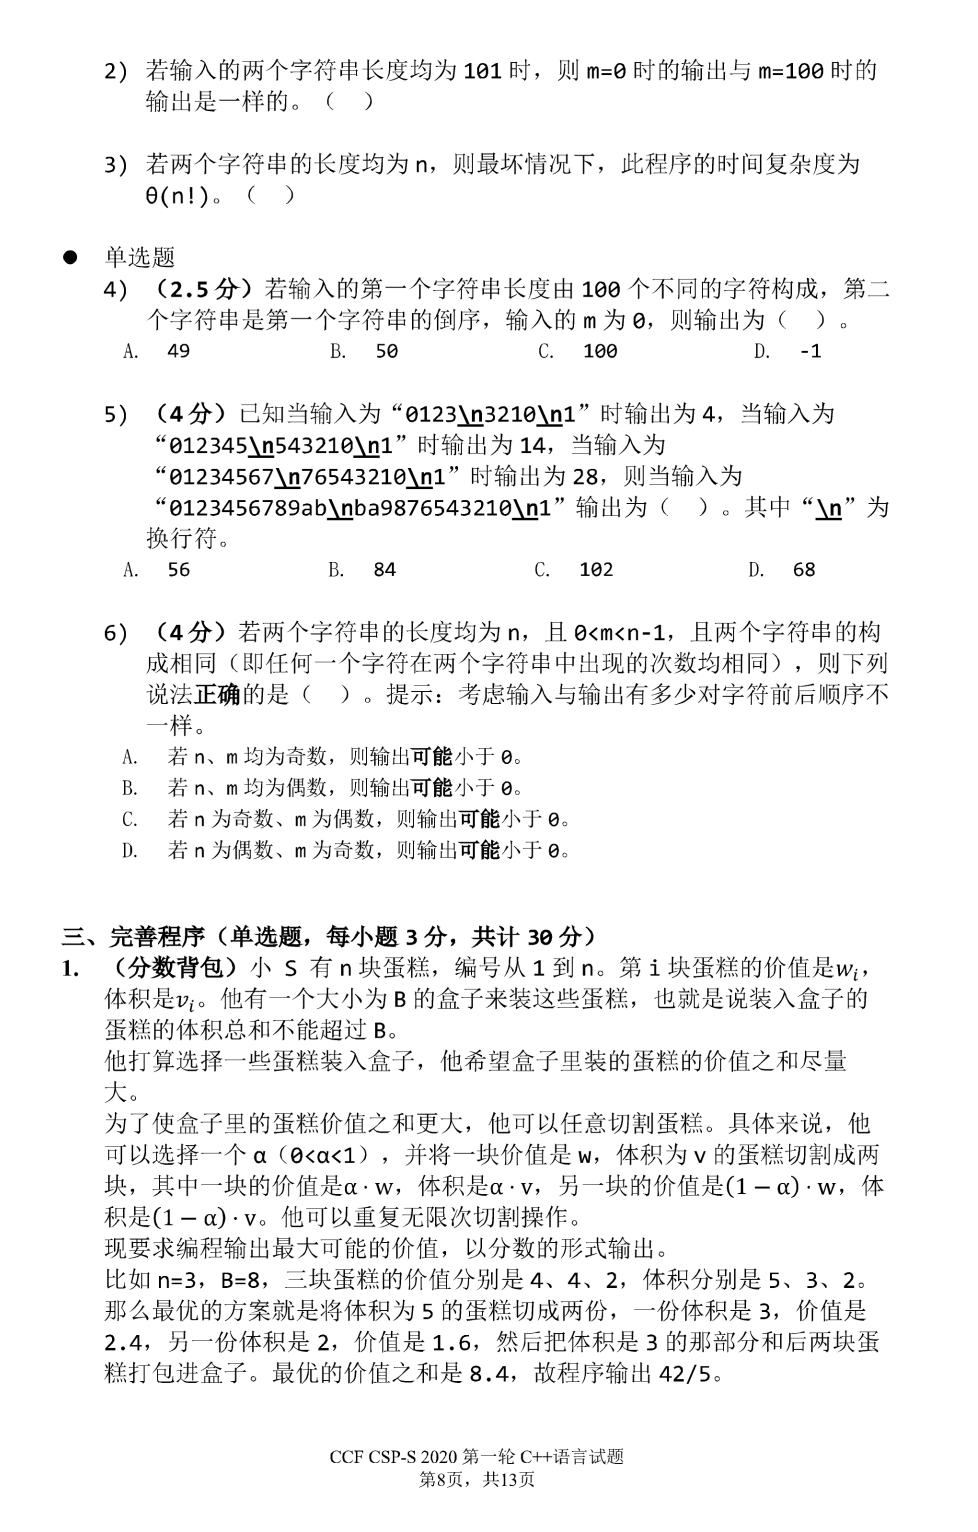 2) 若输入的两个字符串长度均为 101 时，则 m=0 时的输出与 m=100 时的
输出是一样的。（ ）
3) 若两个字符串的长度均为 n，则最坏情况下，此程序的时间复杂度为
θ(n!)。（ ）
● 单选题
4) （2.5 分）若输入的第一个字符串长度由 100 个不同的字符构成，第二
个字符串是第一个字符串的倒序，输入的 m 为 0，则输出为（ ）。
A. 49 B. 50 C. 100 D. -1
5) （4 分）已知当输入为“0123\n3210\n1”时输出为 4，当输入为
“012345\n543210\n1”时输出为 14，当输入为
“01234567\n76543210\n1”时输出为 28，则当输入为
“0123456789ab\nba9876543210\n1”输出为（ ）。其中“\n”为
换行符。
A. 56 B. 84 C. 102 D. 68
6) （4 分）若两个字符串的长度均为 n，且 0<m<n-1，且两个字符串的构
成相同（即任何一个字符在两个字符串中出现的次数均相同），则下列
说法正确的是（ ）。提示：考虑输入与输出有多少对字符前后顺序不
一样。
A. 若 n、m 均为奇数，则输出可能小于 0。
B. 若 n、m 均为偶数，则输出可能小于 0。
C. 若 n 为奇数、m 为偶数，则输出可能小于 0。
D. 若 n 为偶数、m 为奇数，则输出可能小于 0。
三、完善程序（单选题，每小题 3 分，共计 30 分）
1. （分数背包）小 S 有 n 块蛋糕，编号从 1 到 n。第 i 块蛋糕的价值是wᵢ，
体积是vᵢ。他有一个大小为 B 的盒子来装这些蛋糕，也就是说装入盒子的
蛋糕的体积总和不能超过 B。
他打算选择一些蛋糕装入盒子，他希望盒子里装的蛋糕的价值之和尽量
大。
为了使盒子里的蛋糕价值之和更大，他可以任意切割蛋糕。具体来说，他
可以选择一个 α（0<α<1），并将一块价值是 w，体积为 v 的蛋糕切割成两
块，其中一块的价值是α · w，体积是α · v，另一块的价值是(1 − α) · w，体
积是(1 − α) · v。他可以重复无限次切割操作。
现要求编程输出最大可能的价值，以分数的形式输出。
比如 n=3，B=8，三块蛋糕的价值分别是 4、4、2，体积分别是 5、3、2。
那么最优的方案就是将体积为 5 的蛋糕切成两份，一份体积是 3，价值是
2.4，另一份体积是 2，价值是 1.6，然后把体积是 3 的那部分和后两块蛋
糕打包进盒子。最优的价值之和是 8.4，故程序输出 42/5。
CCF CSP-S 2020 第一轮 C++语言试题
第8页，共13页